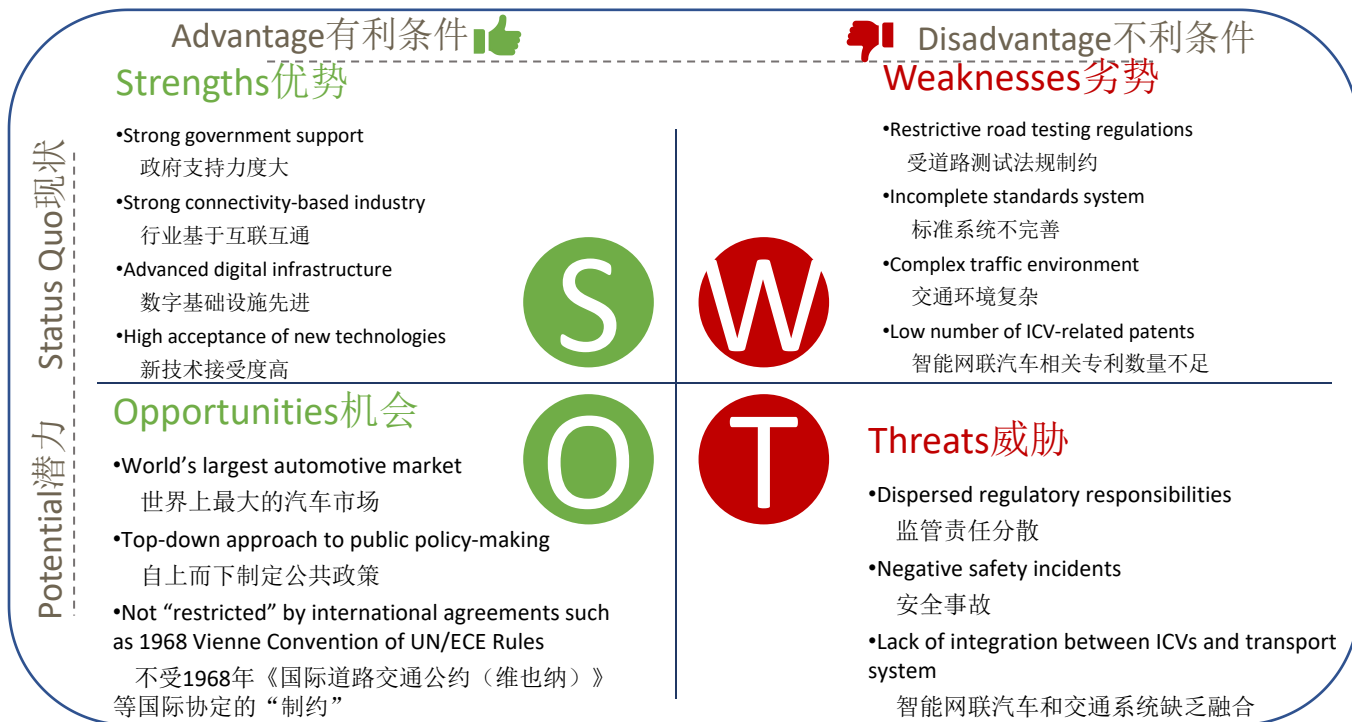 Advantage有利条件
Disadvantage不利条件
Status Quo现状
Potential潜力
Strengths优势
•Strong government support
政府支持力度大
•Strong connectivity-based industry
行业基于互联互通
•Advanced digital infrastructure
数字基础设施先进
•High acceptance of new technologies
新技术接受度高
S
Weaknesses劣势
•Restrictive road testing regulations
受道路测试法规制约
•Incomplete standards system
标准系统不完善
•Complex traffic environment
交通环境复杂
•Low number of ICV-related patents
智能网联汽车相关专利数量不足
W
Opportunities机会
•World’s largest automotive market
世界上最大的汽车市场
•Top-down approach to public policy-making
自上而下制定公共政策
•Not “restricted” by international agreements such
as 1968 Vienne Convention of UN/ECE Rules
不受1968年《国际道路交通公约（维也纳）》
等国际协定的“制约”
O
Threats威胁
•Dispersed regulatory responsibilities
监管责任分散
•Negative safety incidents
安全事故
•Lack of integration between ICVs and transport
system
智能网联汽车和交通系统缺乏融合
T